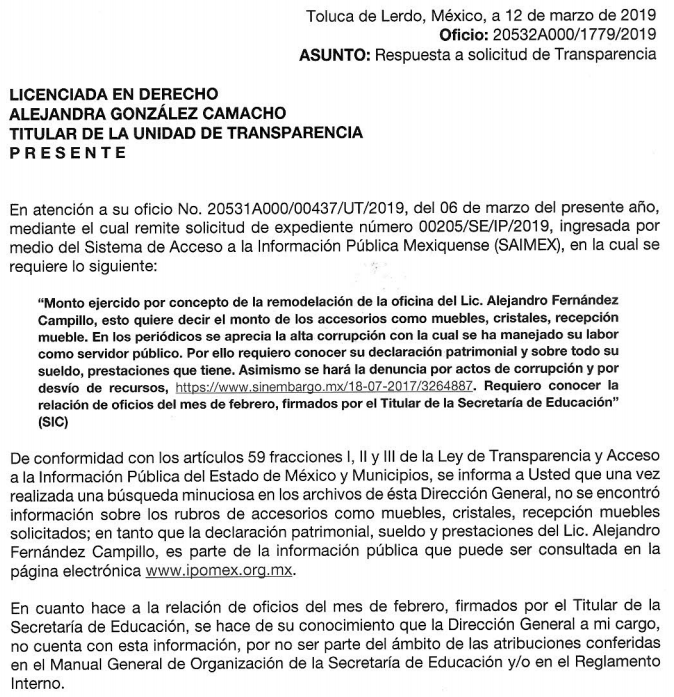 Toluca de Lerdo, México, a 12 de marzo de 2019
Oficio: 20532A000/1779/2019
ASUNTO: Respuesta a solicitud de Transparencia
LICENCIADA EN DERECHO
ALEJANDRA GONZÁLEZ CAMACHO
TITULAR DE LA UNIDAD DE TRANSPARENCIA
P R E S E N T E
En atención a su oficio No. 20531A000/00437/UT/2019, del 06 de marzo del presente año,
mediante el cual remite solicitud de expediente número 00205/SE/IP/2019, ingresada por
medio del Sistema de Acceso a la Información Pública Mexiquense (SAIMEX), en la cual se
requiere lo siguiente:
“Monto ejercido por concepto de la remodelación de la oficina del Lic. Alejandro Fernández
Campillo, esto quiere decir el monto de los accesorios como muebles, cristales, recepción
mueble. En los periódicos se aprecia la alta corrupción con la cual se ha manejado su labor
como servidor público. Por ello requiero conocer su declaración patrimonial y sobre todo su
sueldo, prestaciones que tiene. Asimismo se hará la denuncia por actos de corrupción y por
desvío de recursos, https://www.sinembargo.mx/18-07-2017/3264887. Requiero conocer la
relación de oficios del mes de febrero, firmados por el Titular de la Secretaría de Educación”
(SIC)
De conformidad con los artículos 59 fracciones I, II y III de la Ley de Transparencia y Acceso
a la Información Pública del Estado de México y Municipios, se informa a Usted que una vez
realizada una búsqueda minuciosa en los archivos de ésta Dirección General, no se encontró
información sobre los rubros de accesorios como muebles, cristales, recepción muebles
solicitados; en tanto que la declaración patrimonial, sueldo y prestaciones del Lic. Alejandro
Fernández Campillo, es parte de la información pública que puede ser consultada en la
página electrónica www.ipomex.org.mx.
En cuanto hace a la relación de oficios del mes de febrero, firmados por el Titular de la
Secretaría de Educación, se hace de su conocimiento que la Dirección General a mi cargo,
no cuenta con esta información, por no ser parte del ámbito de las atribuciones conferidas
en el Manual General de Organización de la Secretaría de Educación y/o en el Reglamento
Interno.